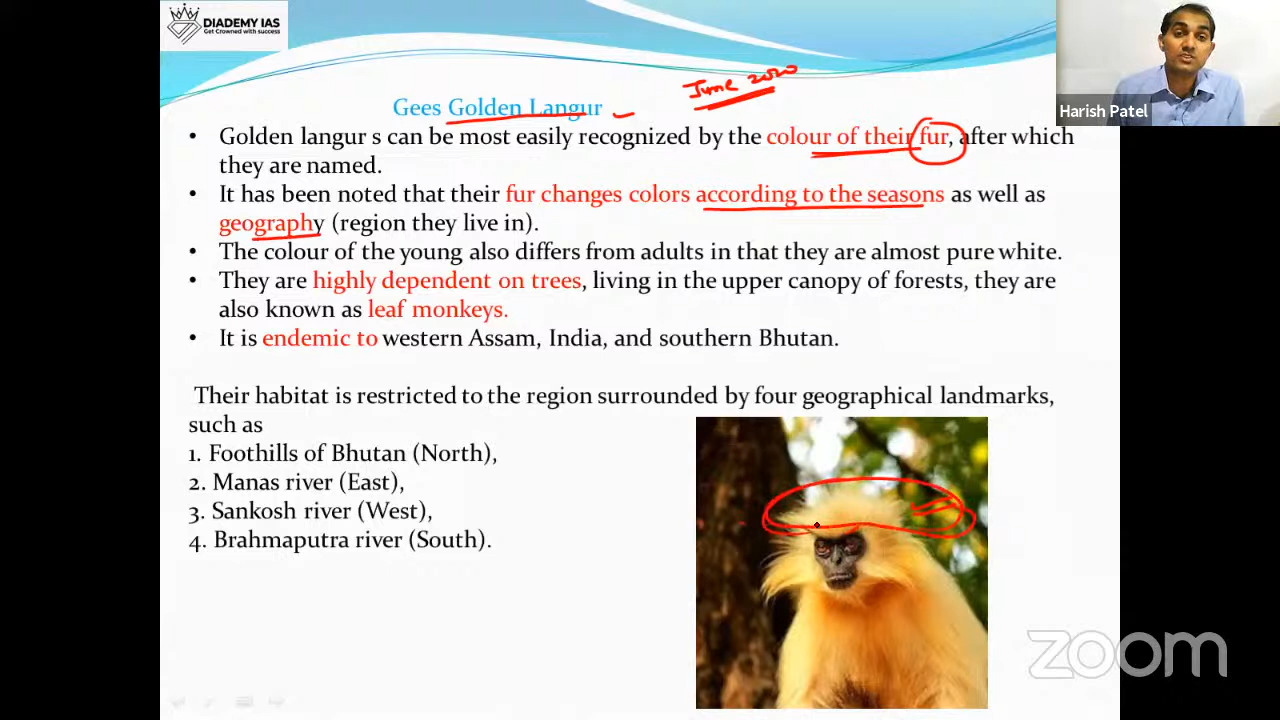 DIADEMY IAS
Get Crowned with success
Harish Patel
June 2020
Gees Golden Langur
• Golden langur s can be most easily recognized by the colour of their fur, after which
they are named.
• It has been noted that their fur changes colors according to the seasons as well as
geography (region they live in).
• The colour of the young also differs from adults in that they are almost pure white.
• They are highly dependent on trees, living in the upper canopy of forests, they are
also known as leaf monkeys.
• It is endemic to western Assam, India, and southern Bhutan.
Their habitat is restricted to the region surrounded by four geographical landmarks,
such as
1. Foothills of Bhutan (North),
2. Manas river (East),
3. Sankosh river (West),
4. Brahmaputra river (South).
zoom